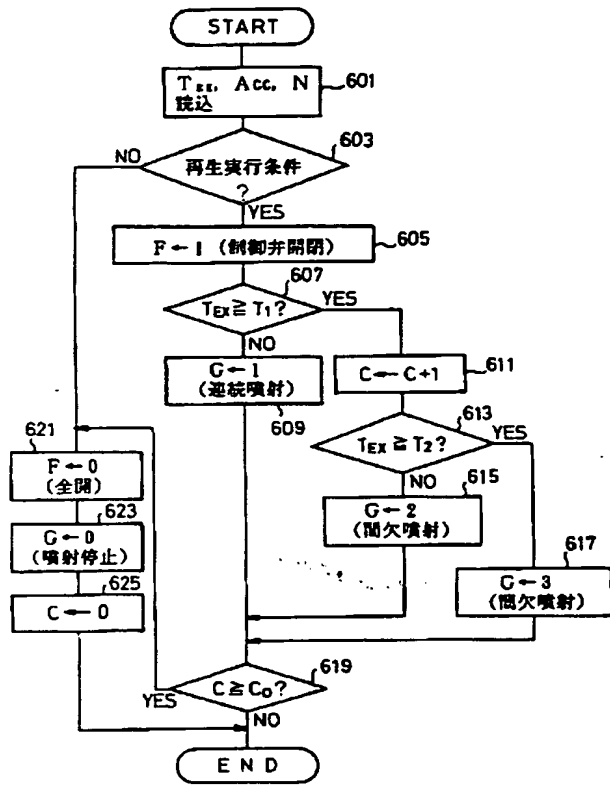 START
TEX, Acc, N
読込
601
再生実行条件
?
603
NO
YES
F←1 (制御弁開閉)
605
607
TEX≧T1?
YES
NO
G←1
(連続噴射)
609
C←C+1
611
613
TEX≧T2?
YES
NO
615
G←2
(間欠噴射)
617
G←3
(間欠噴射)
621
F←0
(全開)
623
G←0
(噴射停止)
625
C←0
619
C≧C0?
YES
NO
END